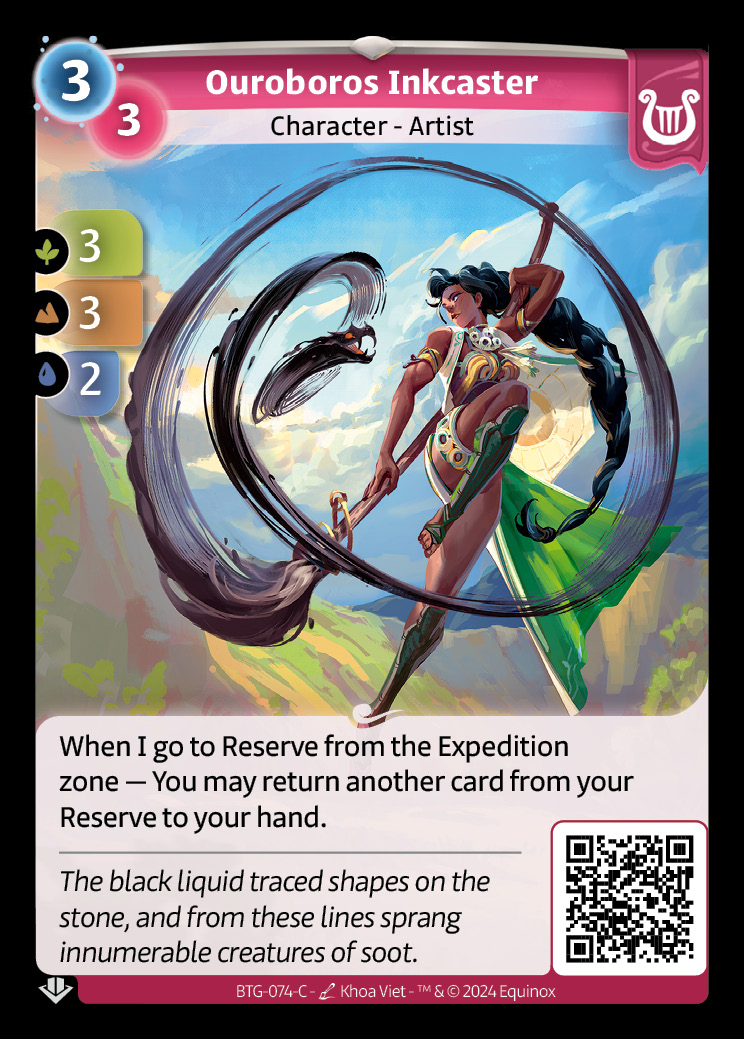 3
Ouroboros Inkcaster
3
Character - Artist
3
3
2
When I go to Reserve from the Expedition
zone — You may return another card from your
Reserve to your hand.
The black liquid traced shapes on the
stone, and from these lines sprang
innumerable creatures of soot.
BTG-074-C - Khoa Viet - ™ & © 2024 Equinox